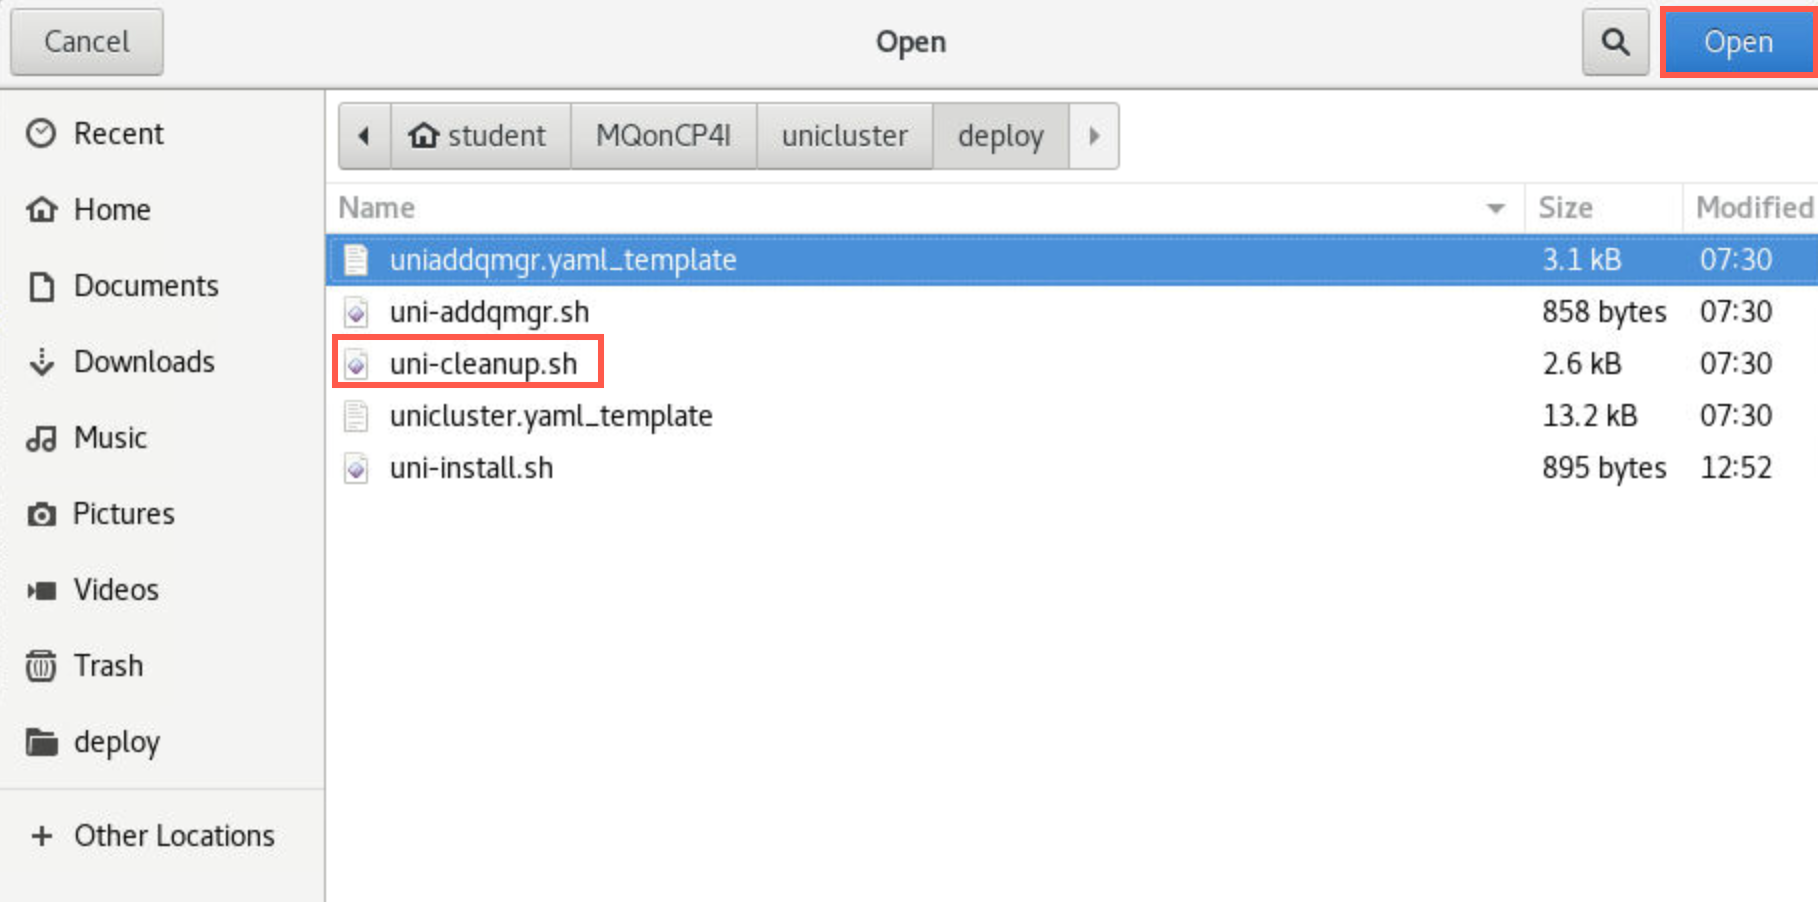 Cancel Open Open
Recent
Home
Documents
Downloads
Music
Pictures
Videos
Trash
deploy
Other Locations
student MQonCP4I unicluster deploy
Name Size Modified
uniaddqmgr.yaml_template 3.1 kB 07:30
uni-addqmgr.sh 858 bytes 07:30
uni-cleanup.sh 2.6 kB 07:30
unicluster.yaml_template 13.2 kB 07:30
uni-install.sh 895 bytes 12:52